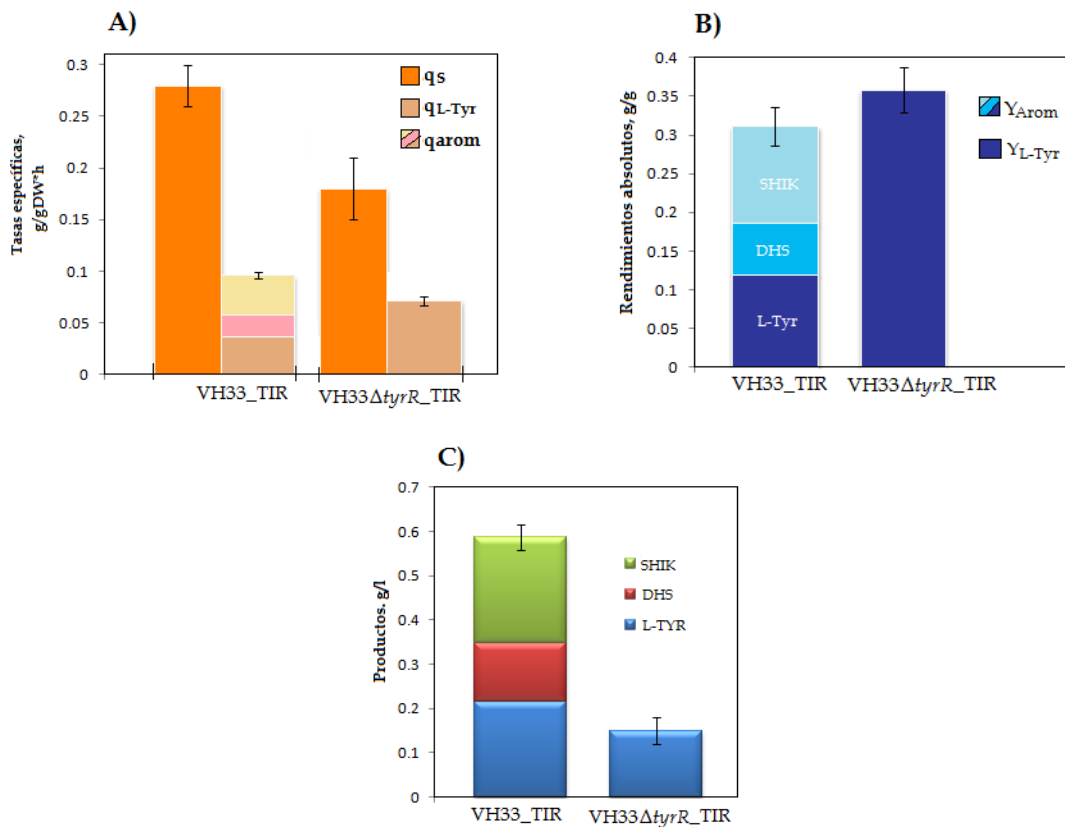 A)
Tasas específicas,
g/gDW*h
0.3
0.25
0.2
0.15
0.1
0.05
0
qs
qL-Tyr
qarom
VH33_TIR
VH33ΔtyrR_TIR
B)
Rendimientos absolutos, g/g
0.4
0.35
0.3
0.25
0.2
0.15
0.1
0.05
0
SHIK
DHS
L-Tyr
YArom
YL-Tyr
VH33_TIR
VH33ΔtyrR_TIR
C)
Productos. g/l
0.7
0.6
0.5
0.4
0.3
0.2
0.1
0
SHIK
DHS
L-TYR
VH33_TIR
VH33ΔtyrR_TIR